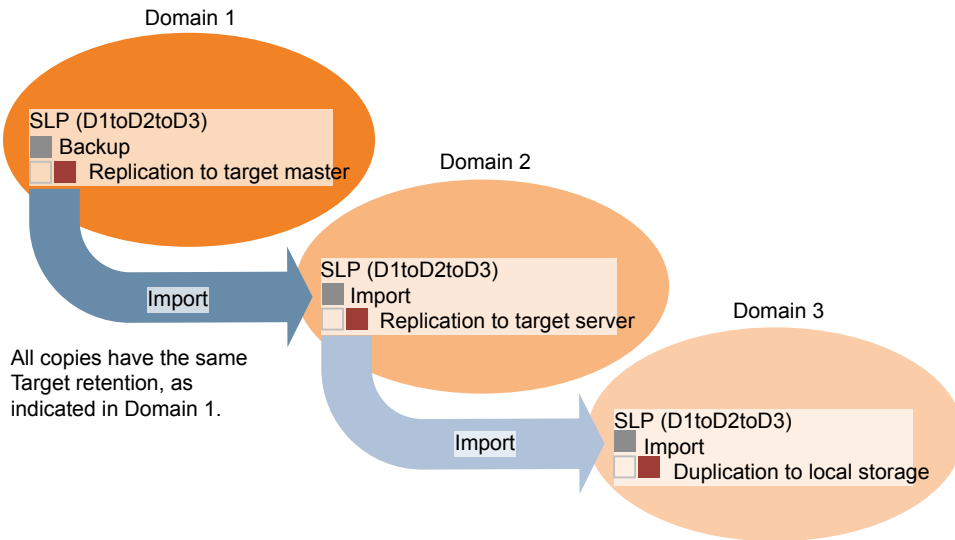 Domain 1
SLP (D1toD2toD3)
Backup
Replication to target master
Import
Domain 2
SLP (D1toD2toD3)
Import
Replication to target server
All copies have the same
Target retention, as
indicated in Domain 1.
Import
Domain 3
SLP (D1toD2toD3)
Import
Duplication to local storage